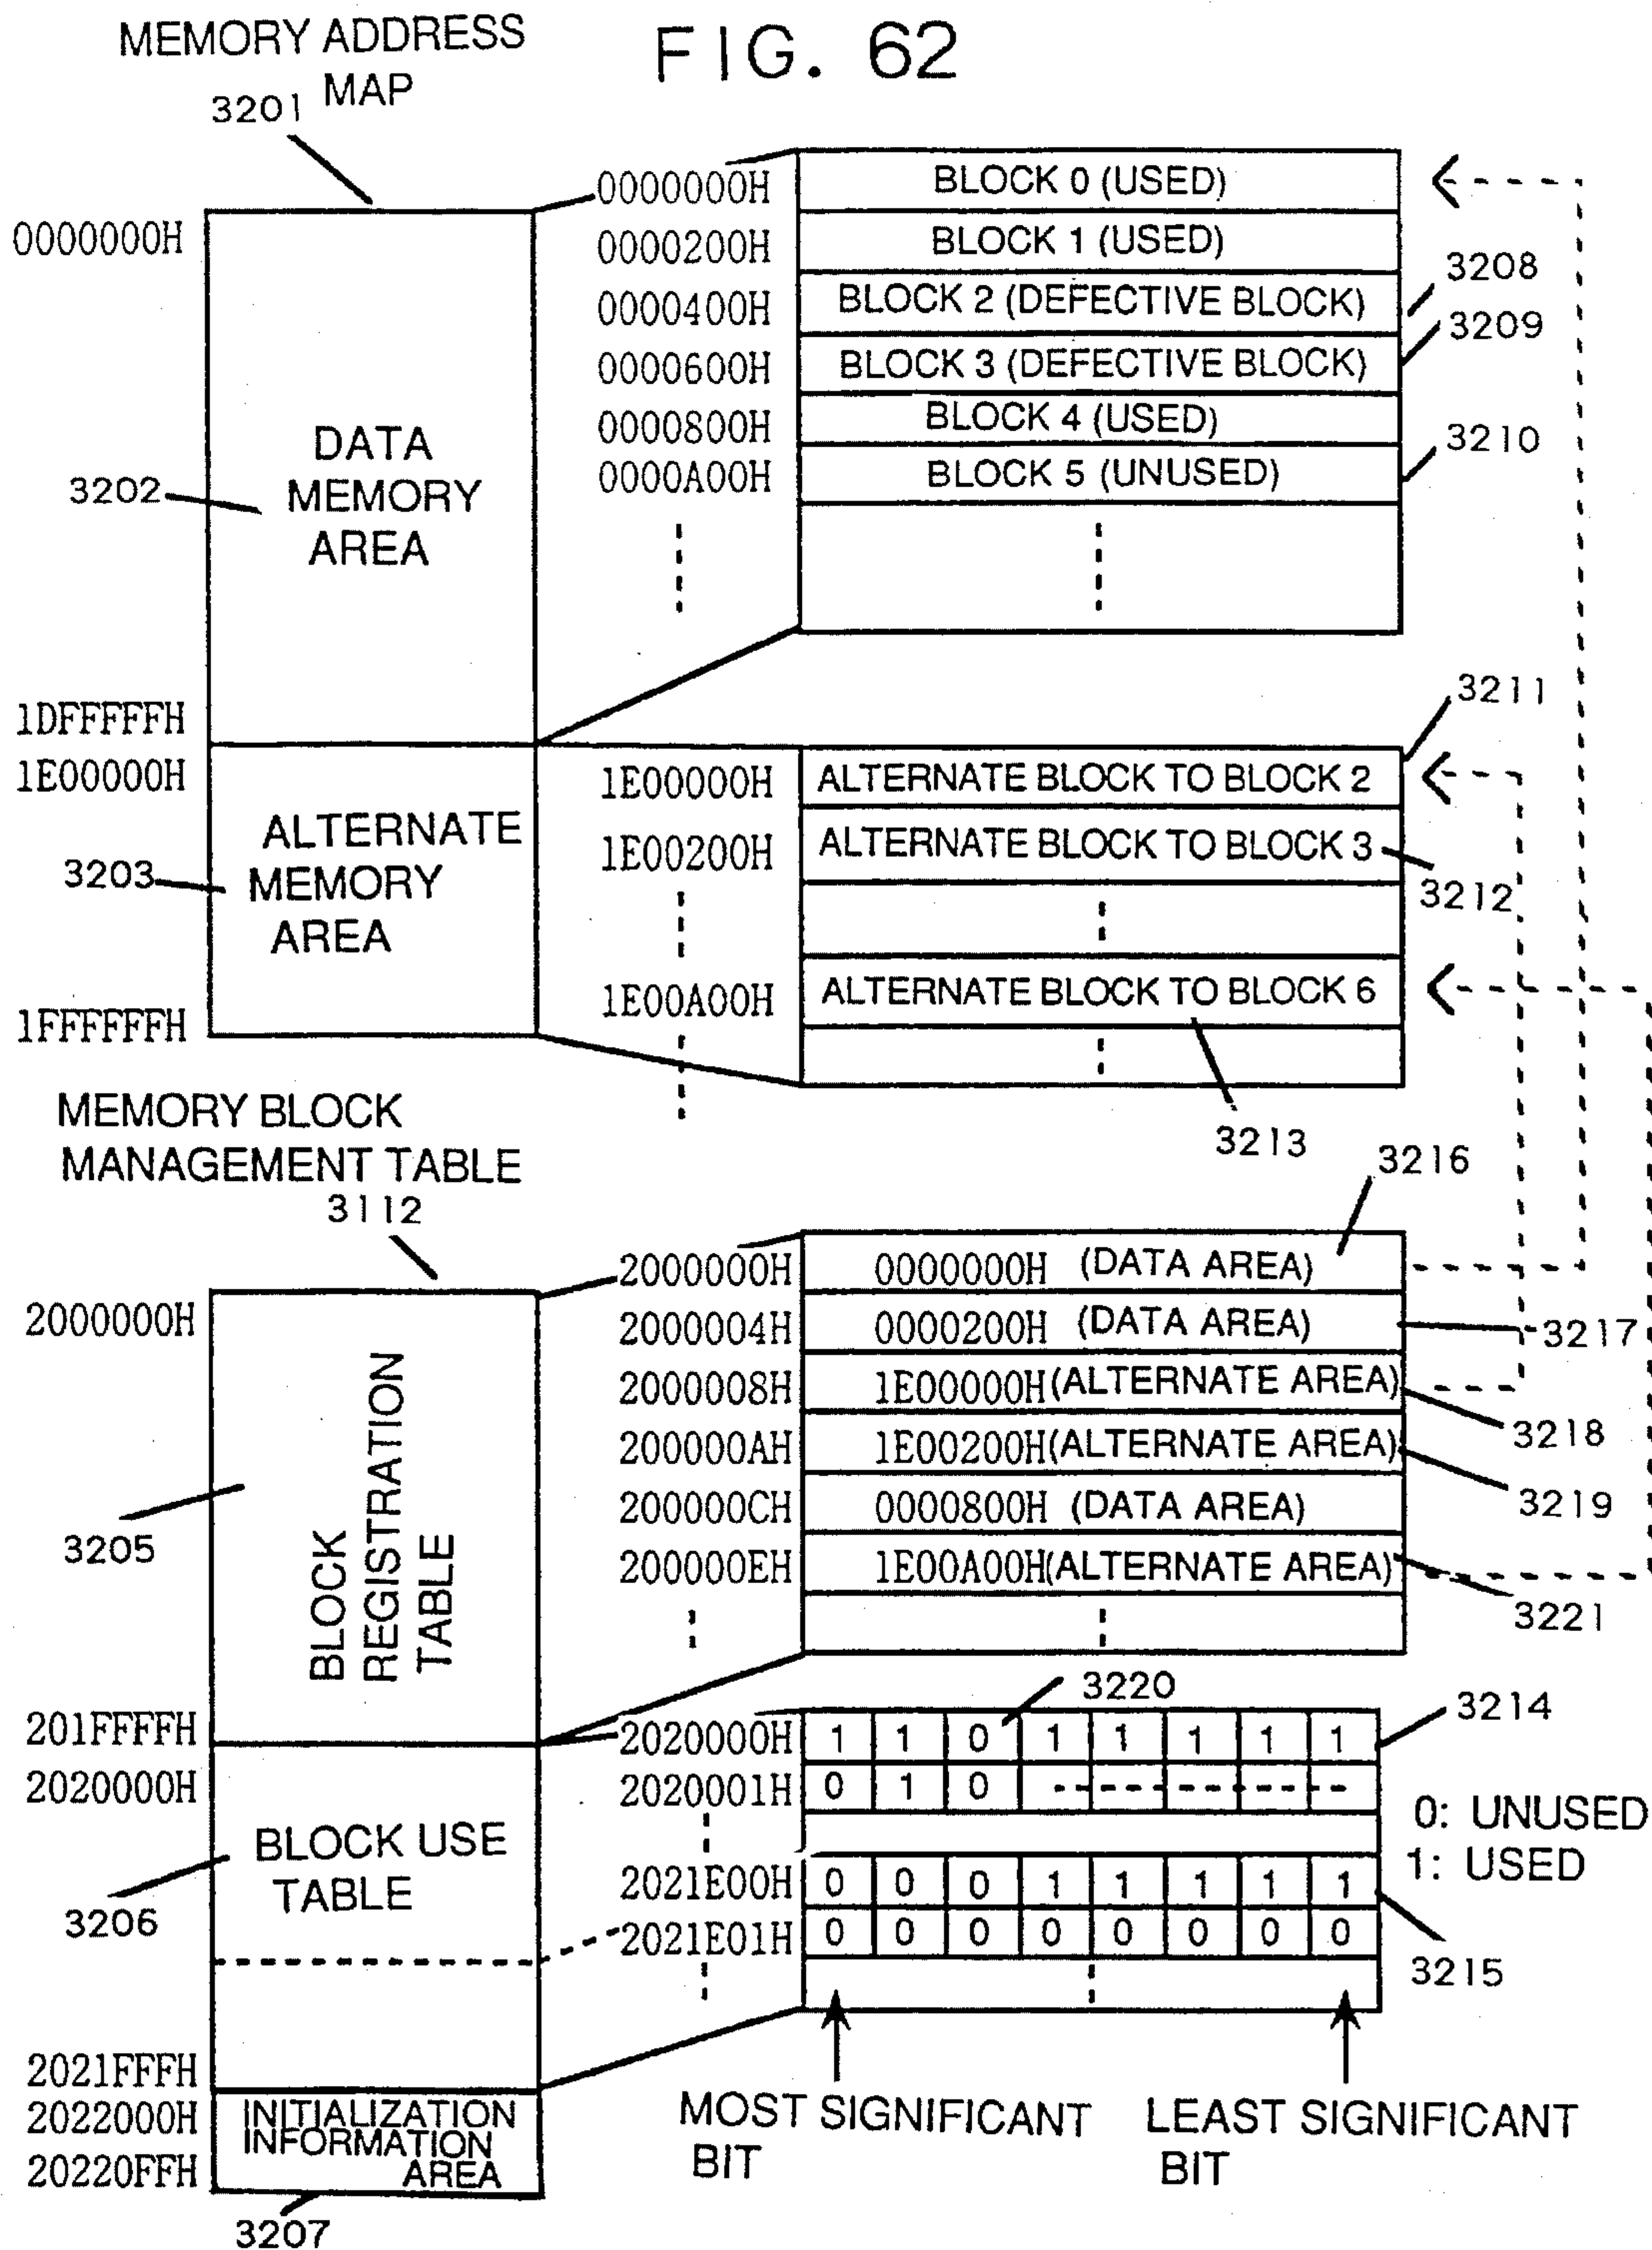 FIG. 62
MEMORY ADDRESS
MAP
3201
0000000H
DATA
MEMORY
AREA
3202
1DFFFFFH
1E00000H
ALTERNATE
MEMORY
AREA
3203
1FFFFFFH
0000000H BLOCK 0 (USED)
0000200H BLOCK 1 (USED)
0000400H BLOCK 2 (DEFECTIVE BLOCK) 3208
0000600H BLOCK 3 (DEFECTIVE BLOCK) 3209
0000800H BLOCK 4 (USED)
0000A00H BLOCK 5 (UNUSED) 3210
1E00000H ALTERNATE BLOCK TO BLOCK 2 3211
1E00200H ALTERNATE BLOCK TO BLOCK 3 3212
1E00A00H ALTERNATE BLOCK TO BLOCK 6
3213
MEMORY BLOCK
MANAGEMENT TABLE
3112
2000000H
BLOCK
REGISTRATION
TABLE
3205
201FFFFH
2020000H
BLOCK USE
TABLE
3206
2021FFFH
2022000H
INITIALIZATION
INFORMATION
AREA
20220FFH
3207
3216
2000000H 0000000H (DATA AREA)
2000004H 0000200H (DATA AREA) 3217
2000008H 1E00000H(ALTERNATE AREA) 3218
200000AH 1E00200H(ALTERNATE AREA) 3219
200000CH 0000800H (DATA AREA)
200000EH 1E00A00H(ALTERNATE AREA) 3221
3220
2020000H 1 1 0 1 1 1 1 1 3214
2020001H 0 1 0
0: UNUSED
1: USED
2021E00H 0 0 0 1 1 1 1 1
2021E01H 0 0 0 0 0 0 0 0
3215
MOST SIGNIFICANT
BIT
LEAST SIGNIFICANT
BIT